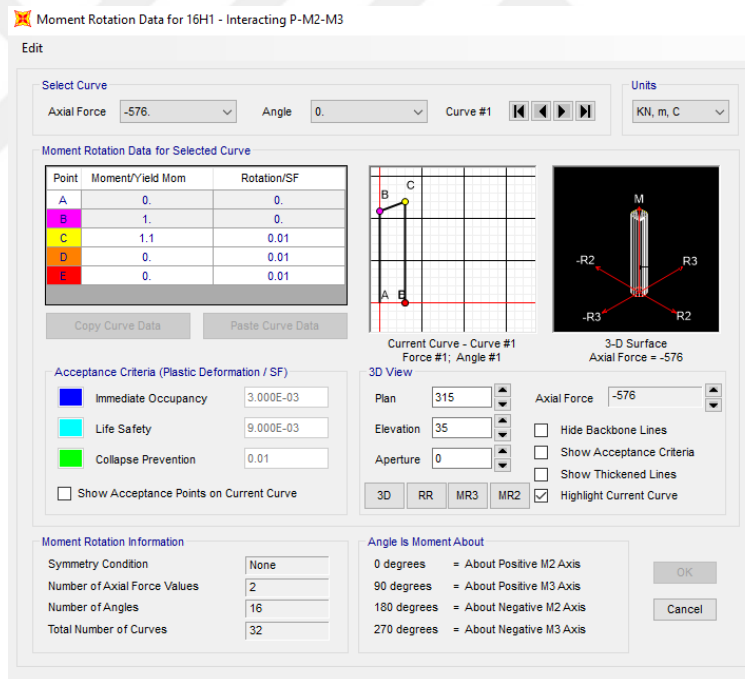 Moment Rotation Data for 16H1 - Interacting P-M2-M3
Edit
Select Curve
Axial Force -576. Angle 0. Curve #1
Units
KN, m, C
Moment Rotation Data for Selected Curve
Point Moment/Yield Mom Rotation/SF
A 0. 0.
B 1. 0.
C 1.1 0.01
D 0. 0.01
E 0. 0.01
Copy Curve Data Paste Curve Data
B C
A E
Current Curve - Curve #1
Force #1; Angle #1
M
-R2 R3
-R3 R2
3-D Surface
Axial Force = -576
Acceptance Criteria (Plastic Deformation / SF)
Immediate Occupancy 3.000E-03
Life Safety 9.000E-03
Collapse Prevention 0.01
Show Acceptance Points on Current Curve
3D View
Plan 315 Axial Force -576
Elevation 35 Hide Backbone Lines
Show Acceptance Criteria
Aperture 0
Show Thickened Lines
3D RR MR3 MR2 Highlight Current Curve
Moment Rotation Information
Symmetry Condition None
Number of Axial Force Values 2
Number of Angles 16
Total Number of Curves 32
Angle Is Moment About
0 degrees = About Positive M2 Axis
90 degrees = About Positive M3 Axis
180 degrees = About Negative M2 Axis
270 degrees = About Negative M3 Axis
OK
Cancel